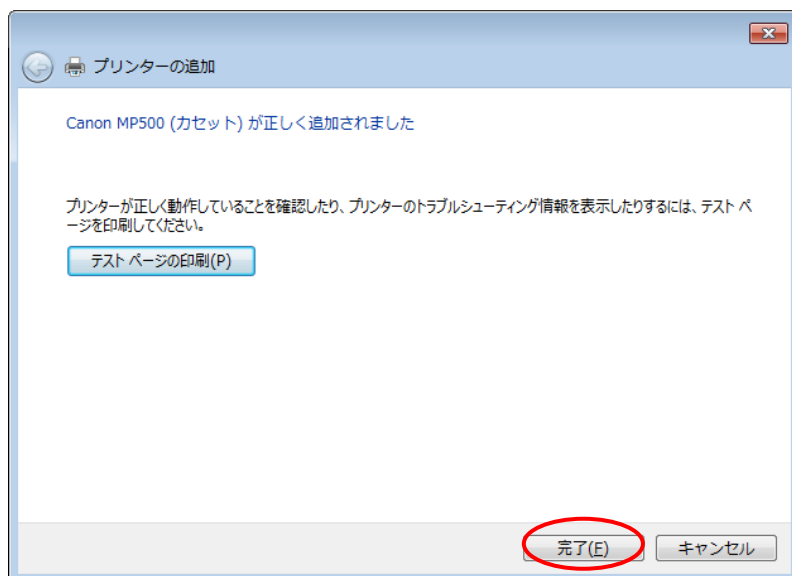 プリンターの追加
Canon MP500 (カセット) が正しく追加されました
プリンターが正しく動作していることを確認したり、プリンターのトラブルシューティング情報を表示したりするには、テスト ペ
ージを印刷してください。
テスト ページの印刷(P)
完了(F)
キャンセル